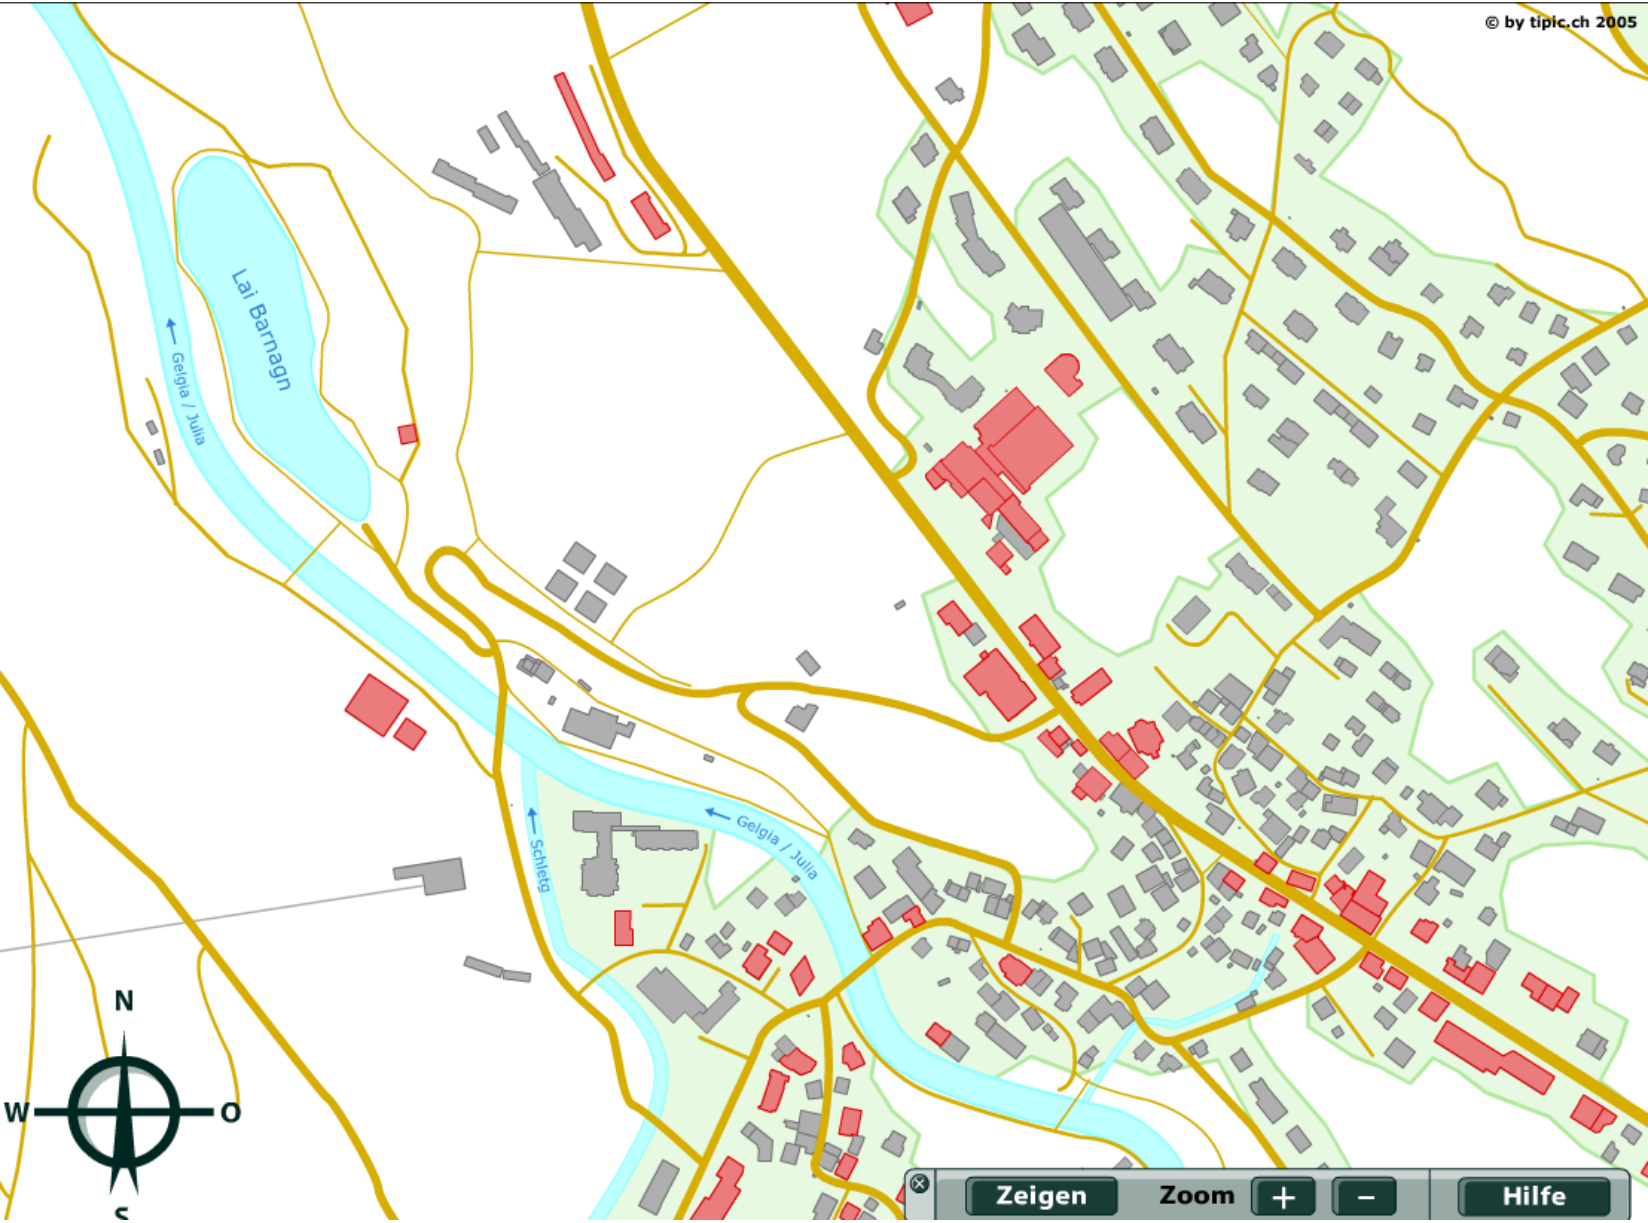 © by tipic.ch 2005
Lai Barnagn
Gelgia / Julia
Gelgia / Julia
Schletg
N
W
O
S
Zeigen
Zoom
+
−
Hilfe